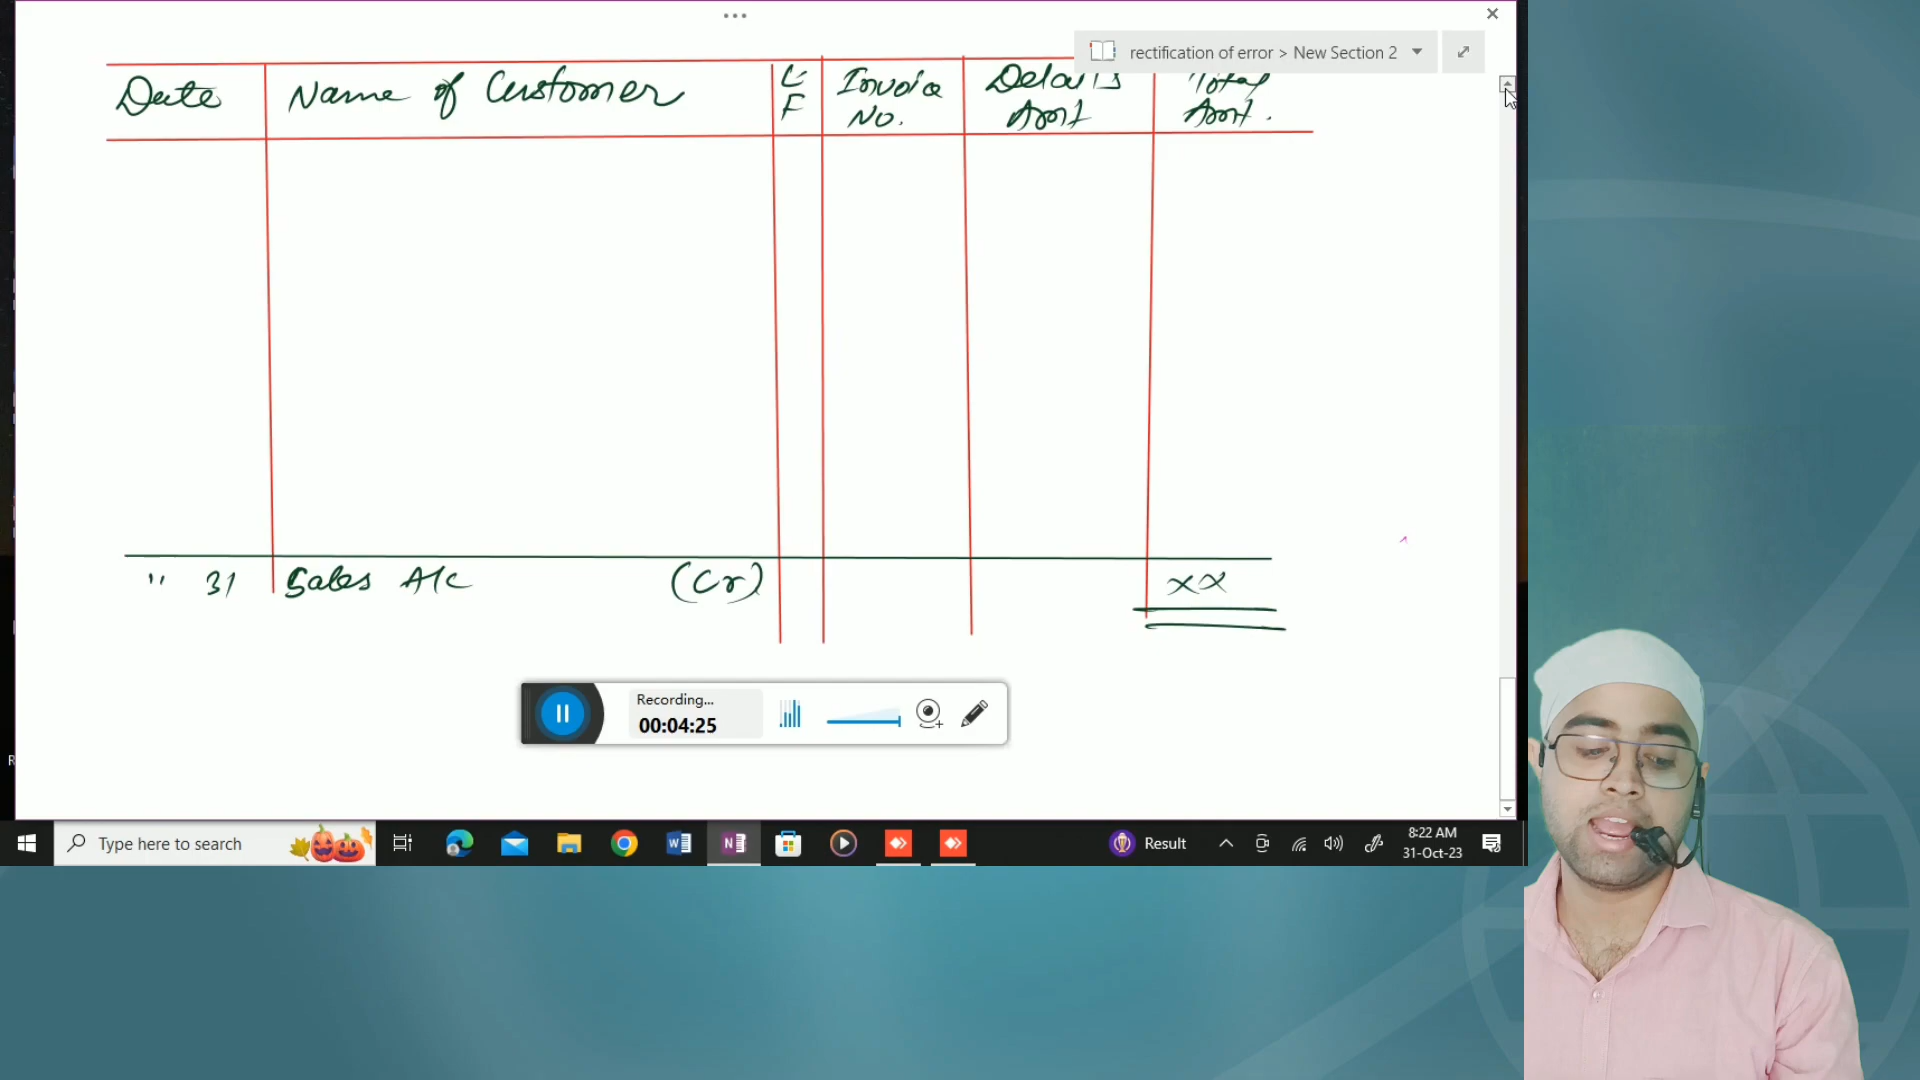 rectification of error > New Section 2
Date Name of Customer L F Invoice No. Details Amt Total Amt.
" 31 Sales A/c (Cr) xx
Recording...
00:04:25
Type here to search
Result
8:22 AM
31-Oct-23